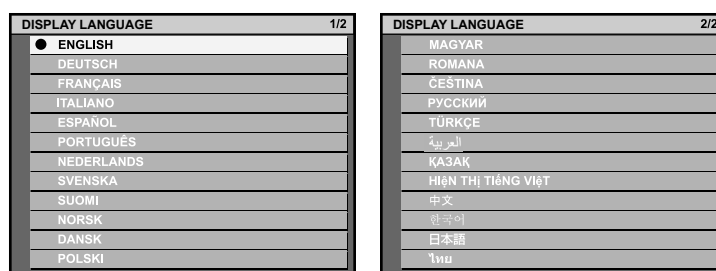 DISPLAY LANGUAGE 1/2
ENGLISH
DEUTSCH
FRANÇAIS
ITALIANO
ESPAÑOL
PORTUGUÊS
NEDERLANDS
SVENSKA
SUOMI
NORSK
DANSK
POLSKI
DISPLAY LANGUAGE 2/2
MAGYAR
ROMANA
ČEŠTINA
РУССКИЙ
TÜRKÇE
العربية
ҚАЗАҚ
HIệN THị TIếNG VIệT
中文
한국어
日本語
ไทย